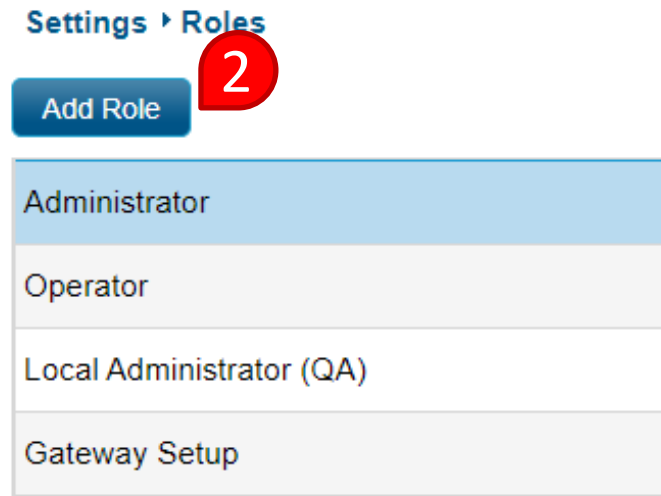 Settings ▸ Roles
2
Add Role
Administrator
Operator
Local Administrator (QA)
Gateway Setup